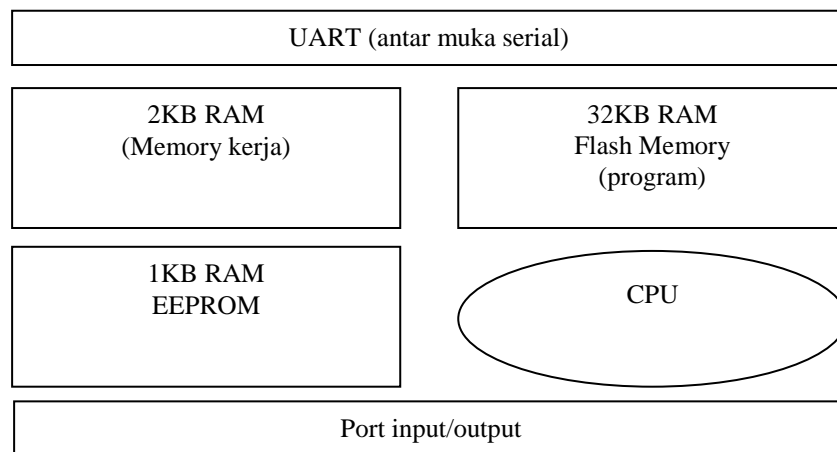 UART (antar muka serial)
2KB RAM
(Memory kerja)
32KB RAM
Flash Memory
(program)
1KB RAM
EEPROM
CPU
Port input/output